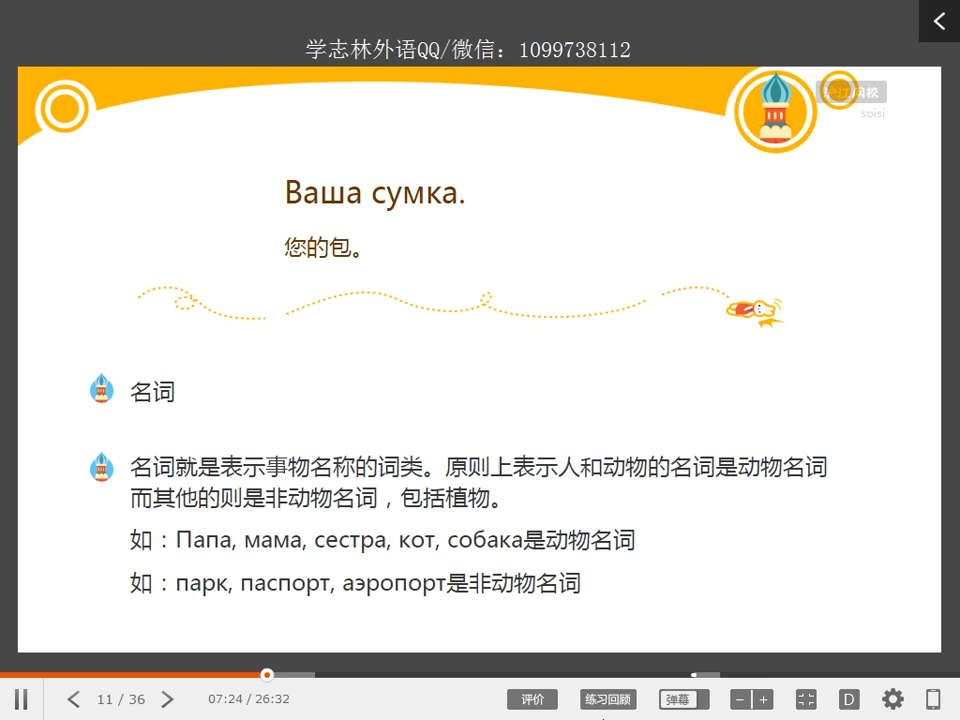 学志林外语QQ/微信：1099738112
沪江网校
soisi
Ваша сумка.
您的包。
名词
名词就是表示事物名称的词类。原则上表示人和动物的名词是动物名词
而其他的则是非动物名词，包括植物。
如：Папа, мама, сестра, кот, собака是动物名词
如：парк, паспорт, аэропорт是非动物名词
11 / 36 07:24 / 26:32 评价 练习回顾 弹幕 D